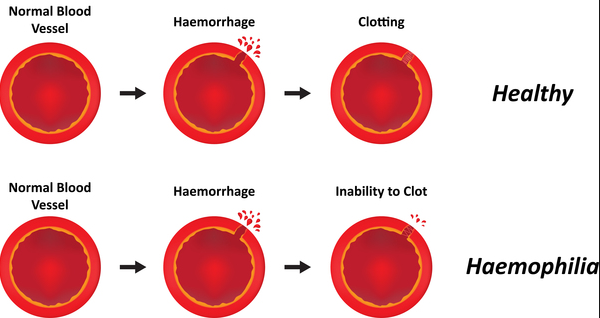 Normal Blood
Vessel
Haemorrhage
Clotting
Healthy
Normal Blood
Vessel
Haemorrhage
Inability to Clot
Haemophilia